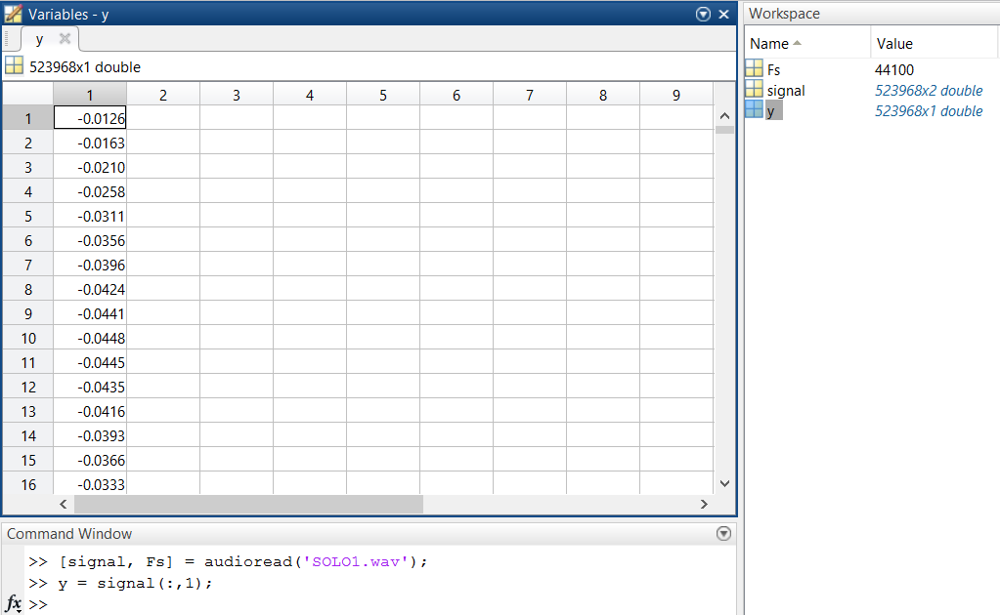 Variables - y
y
523968x1 double
1 2 3 4 5 6 7 8 9
1 -0.0126
2 -0.0163
3 -0.0210
4 -0.0258
5 -0.0311
6 -0.0356
7 -0.0396
8 -0.0424
9 -0.0441
10 -0.0448
11 -0.0445
12 -0.0435
13 -0.0416
14 -0.0393
15 -0.0366
16 -0.0333
Command Window
>> [signal, Fs] = audioread('SOLO1.wav');
>> y = signal(:,1);
fx >>
Workspace
Name Value
Fs 44100
signal 523968x2 double
y 523968x1 double